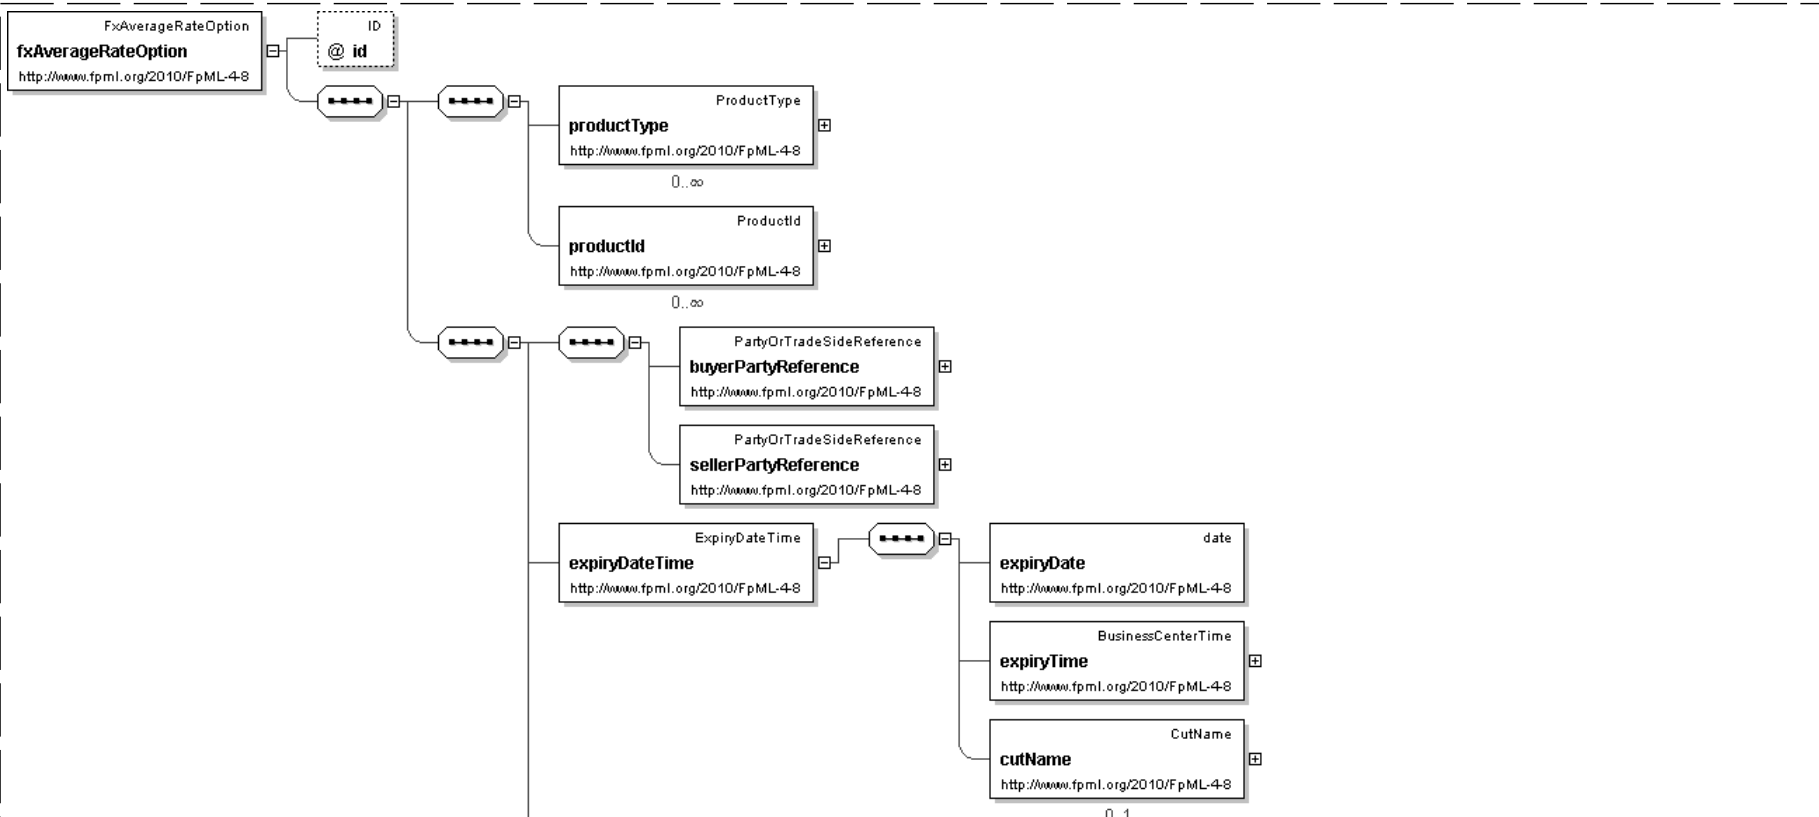 FxAverageRateOption
fxAverageRateOption
http://www.fpml.org/2010/FpML-4-8
ID
@ id
ProductType
productType
http://www.fpml.org/2010/FpML-4-8
0..∞
ProductId
productId
http://www.fpml.org/2010/FpML-4-8
0..∞
PartyOrTradeSideReference
buyerPartyReference
http://www.fpml.org/2010/FpML-4-8
PartyOrTradeSideReference
sellerPartyReference
http://www.fpml.org/2010/FpML-4-8
ExpiryDateTime
expiryDateTime
http://www.fpml.org/2010/FpML-4-8
date
expiryDate
http://www.fpml.org/2010/FpML-4-8
BusinessCenterTime
expiryTime
http://www.fpml.org/2010/FpML-4-8
CutName
cutName
http://www.fpml.org/2010/FpML-4-8
0..1